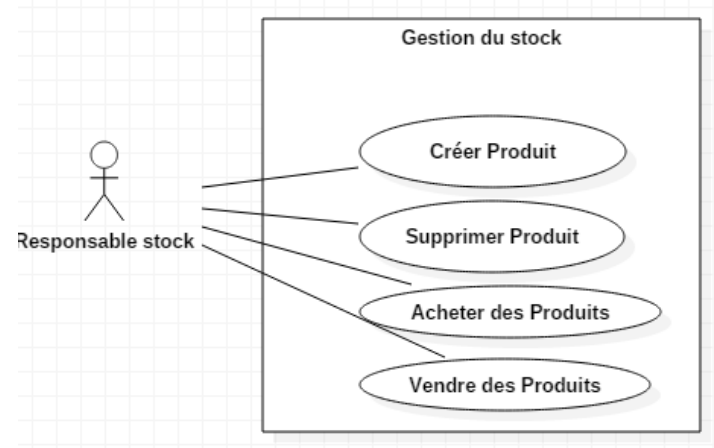 Gestion du stock
Créer Produit
Supprimer Produit
Responsable stock
Acheter des Produits
Vendre des Produits